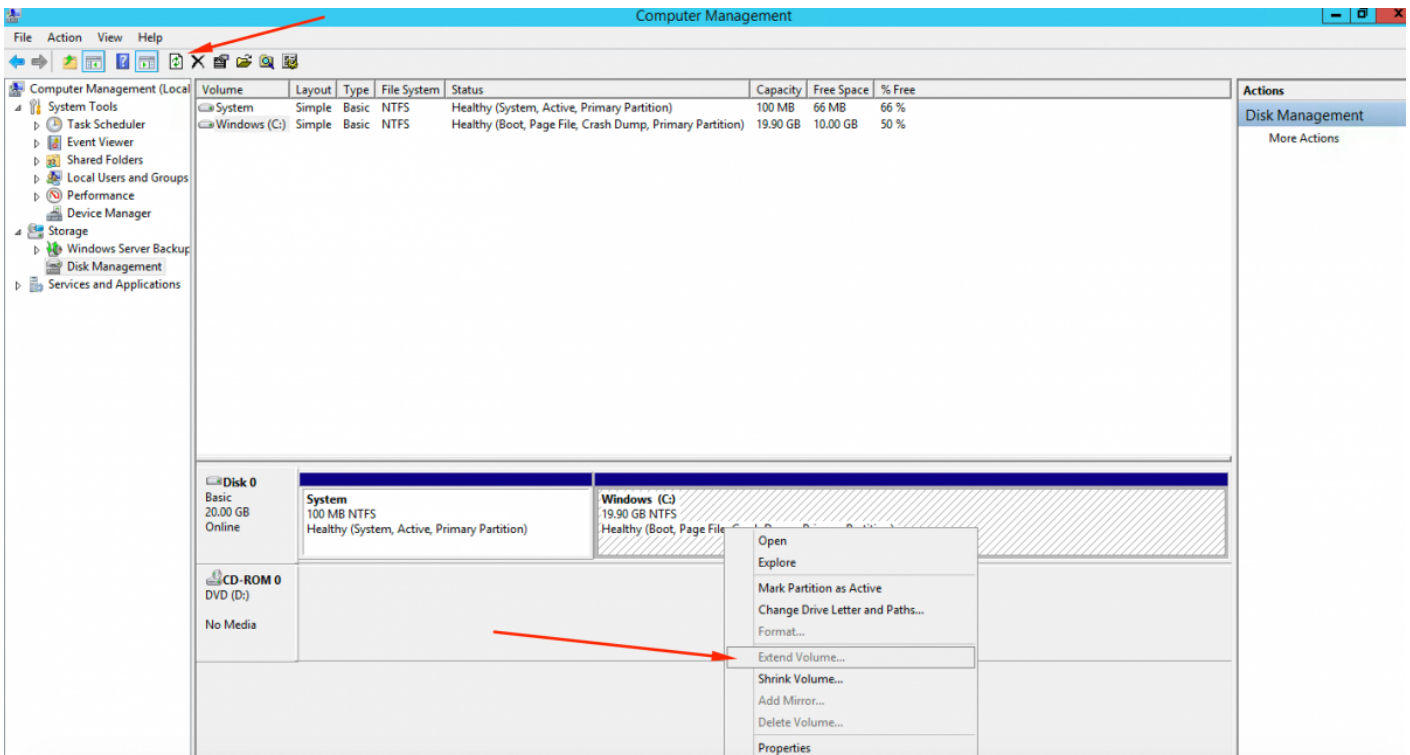 Computer Management
File Action View Help
Computer Management (Local
System Tools
Task Scheduler
Event Viewer
Shared Folders
Local Users and Groups
Performance
Device Manager
Storage
Windows Server Backup
Disk Management
Services and Applications
Volume Layout Type File System Status Capacity Free Space % Free
System Simple Basic NTFS Healthy (System, Active, Primary Partition) 100 MB 66 MB 66 %
Windows (C:) Simple Basic NTFS Healthy (Boot, Page File, Crash Dump, Primary Partition) 19.90 GB 10.00 GB 50 %
Actions
Disk Management
More Actions
Disk 0
Basic
20.00 GB
Online
System
100 MB NTFS
Healthy (System, Active, Primary Partition)
Windows (C:)
19.90 GB NTFS
Healthy (Boot, Page File
CD-ROM 0
DVD (D:)
No Media
Open
Explore
Mark Partition as Active
Change Drive Letter and Paths...
Format...
Extend Volume...
Shrink Volume...
Add Mirror...
Delete Volume...
Properties